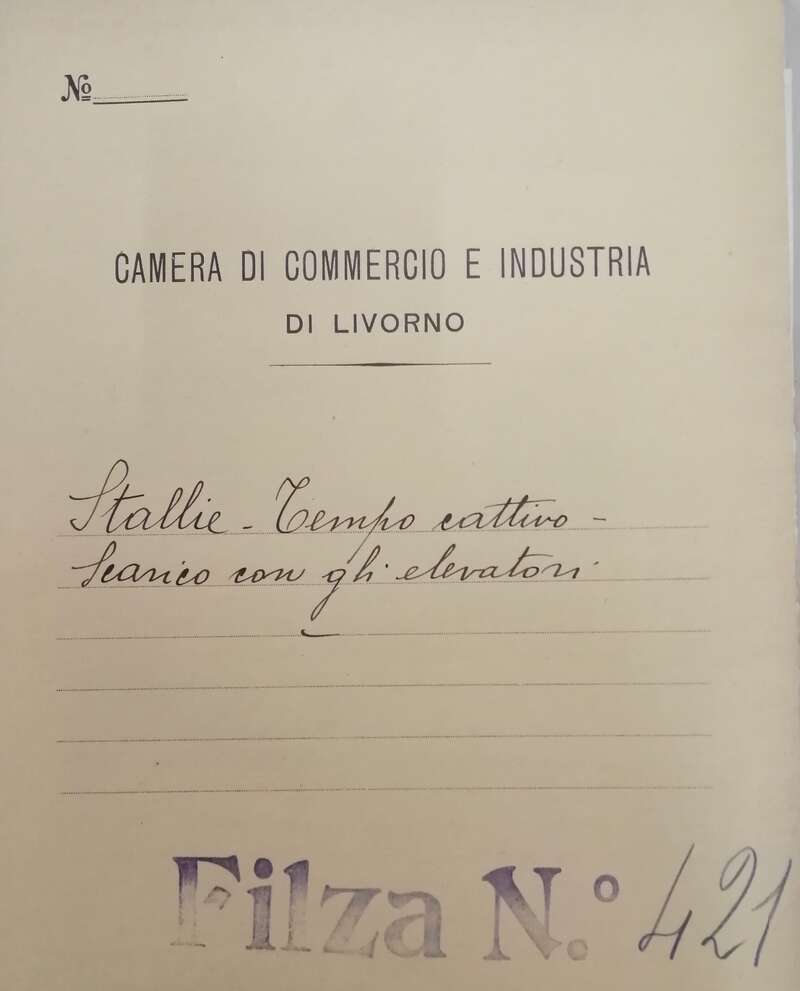 Nº
CAMERA DI COMMERCIO E INDUSTRIA
DI LIVORNO
Stallie - Tempo cattivo -
Scarico con gli elevatori
Filza N.º 421